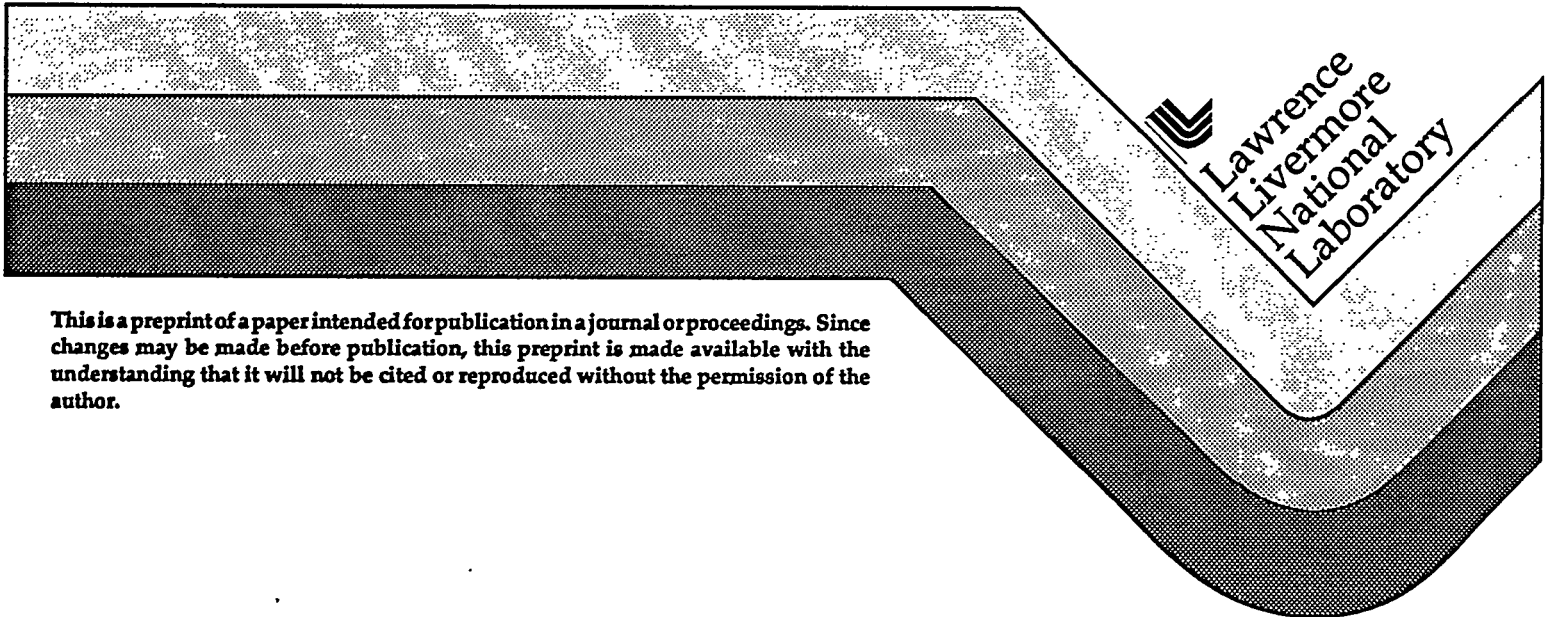 Lawrence
Livermore
National
Laboratory
This is a preprint of a paper intended for publication in a journal or proceedings. Since
changes may be made before publication, this preprint is made available with the
understanding that it will not be cited or reproduced without the permission of the
author.